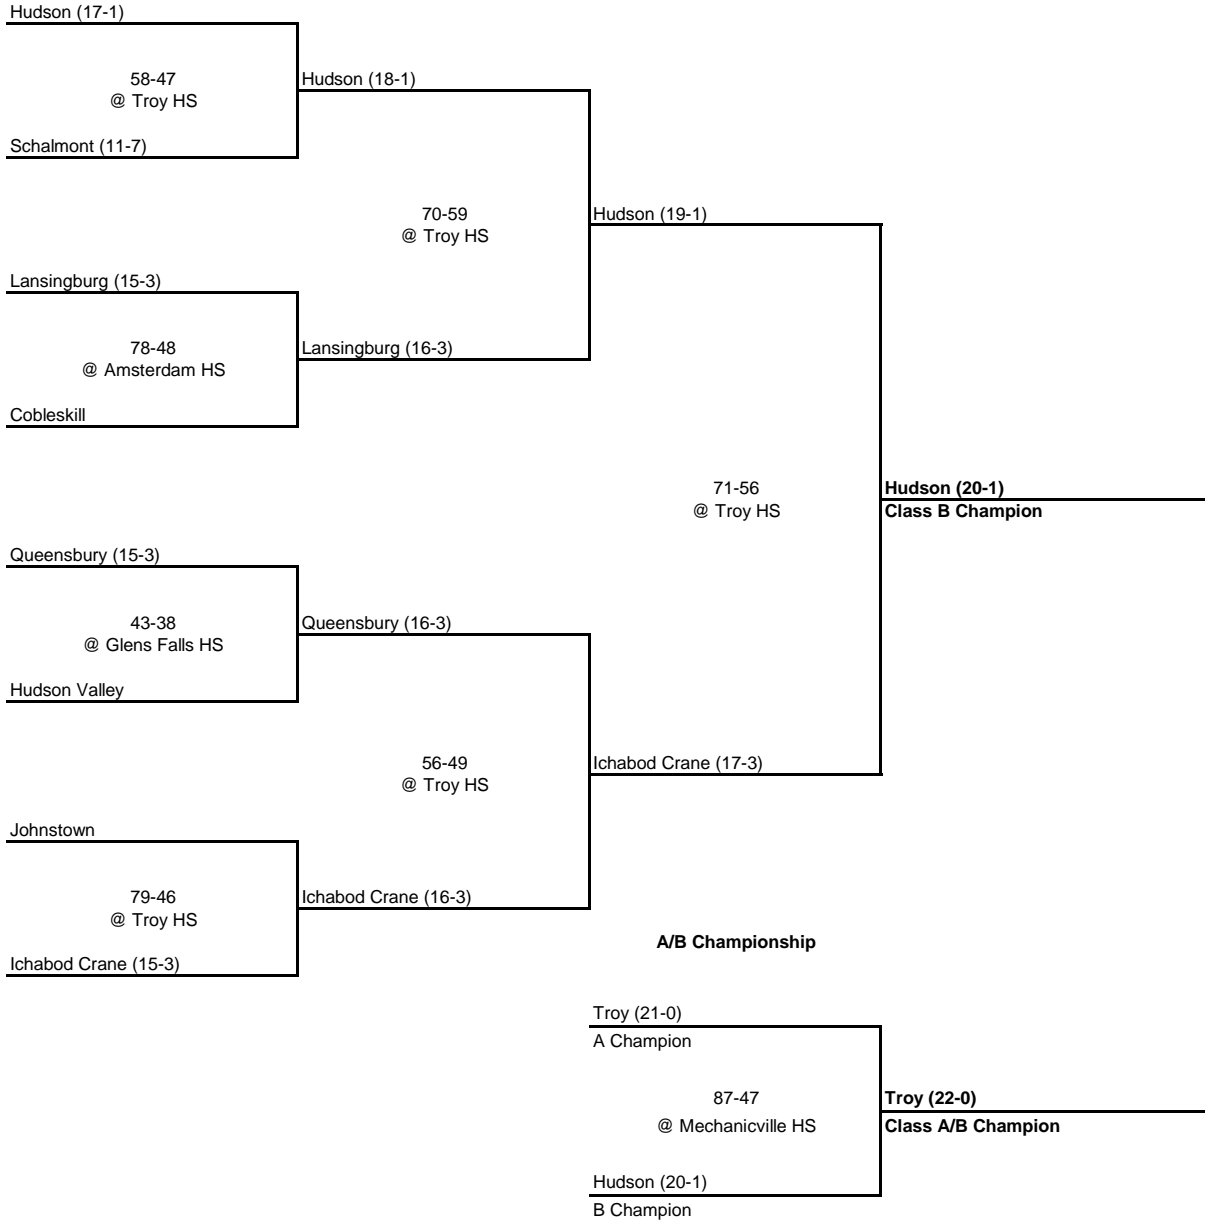 Hudson (17-1)
58-47
@ Troy HS
Hudson (18-1)
Schalmont (11-7)
70-59
@ Troy HS
Hudson (19-1)
Lansingburg (15-3)
78-48
@ Amsterdam HS
Lansingburg (16-3)
Cobleskill
71-56
@ Troy HS
Hudson (20-1)
Class B Champion
Queensbury (15-3)
43-38
@ Glens Falls HS
Queensbury (16-3)
Hudson Valley
56-49
@ Troy HS
Ichabod Crane (17-3)
Johnstown
79-46
@ Troy HS
Ichabod Crane (16-3)
Ichabod Crane (15-3)
A/B Championship
Troy (21-0)
A Champion
87-47
@ Mechanicville HS
Troy (22-0)
Class A/B Champion
Hudson (20-1)
B Champion